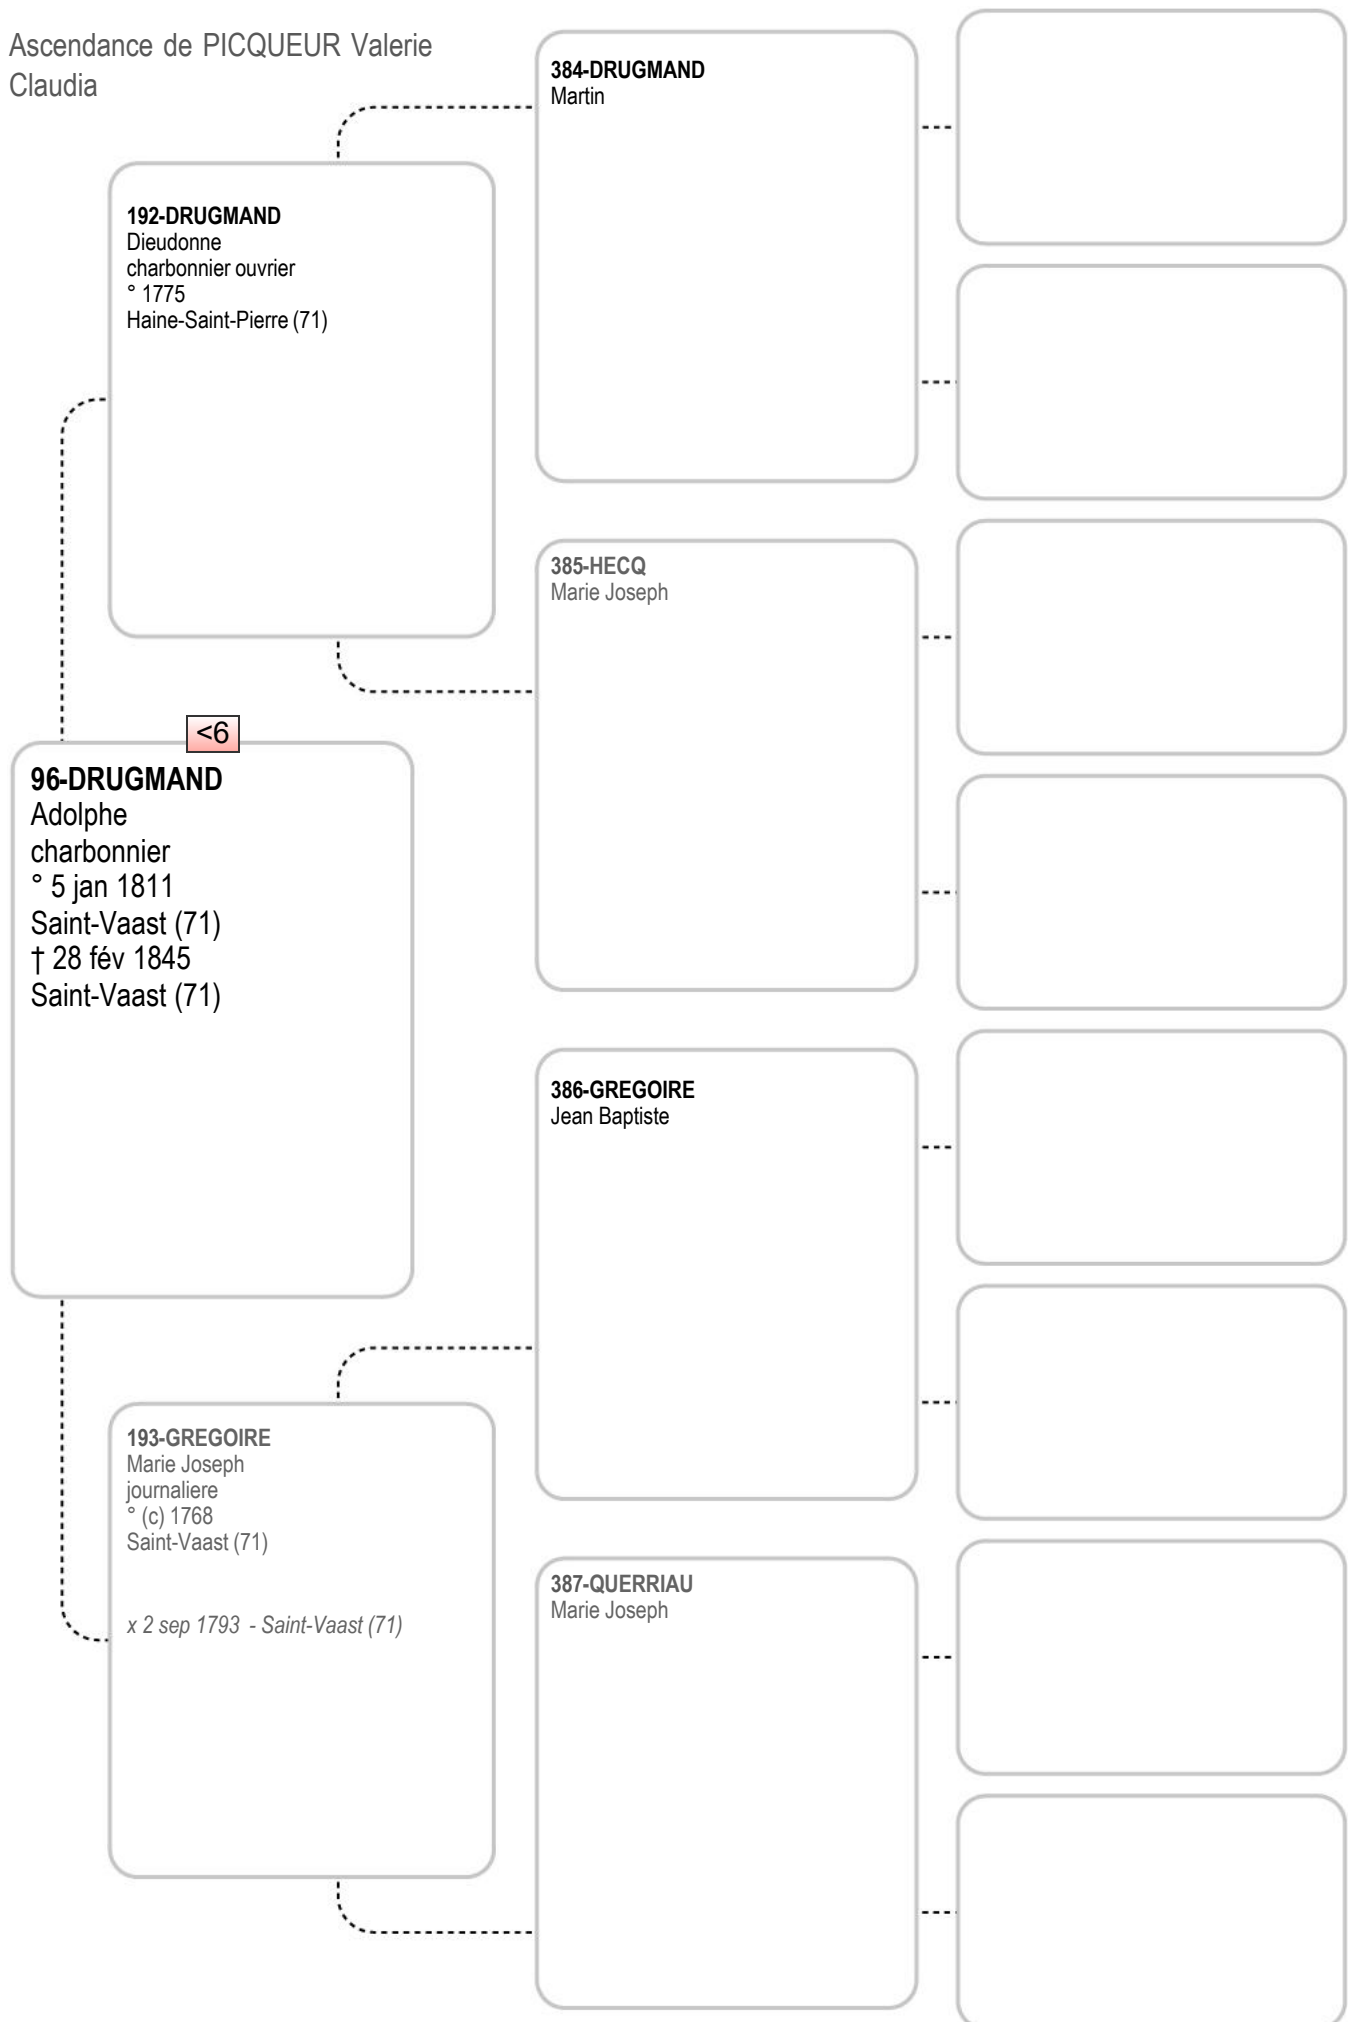 Ascendance de PICQUEUR Valerie
Claudia
384-DRUGMAND
Martin
192-DRUGMAND
Dieudonne
charbonnier ouvrier
° 1775
Haine-Saint-Pierre (71)
385-HECQ
Marie Joseph
<6
96-DRUGMAND
Adolphe
charbonnier
° 5 jan 1811
Saint-Vaast (71)
† 28 fév 1845
Saint-Vaast (71)
386-GREGOIRE
Jean Baptiste
193-GREGOIRE
Marie Joseph
journaliere
° (c) 1768
Saint-Vaast (71)
x 2 sep 1793 - Saint-Vaast (71)
387-QUERRIAU
Marie Joseph